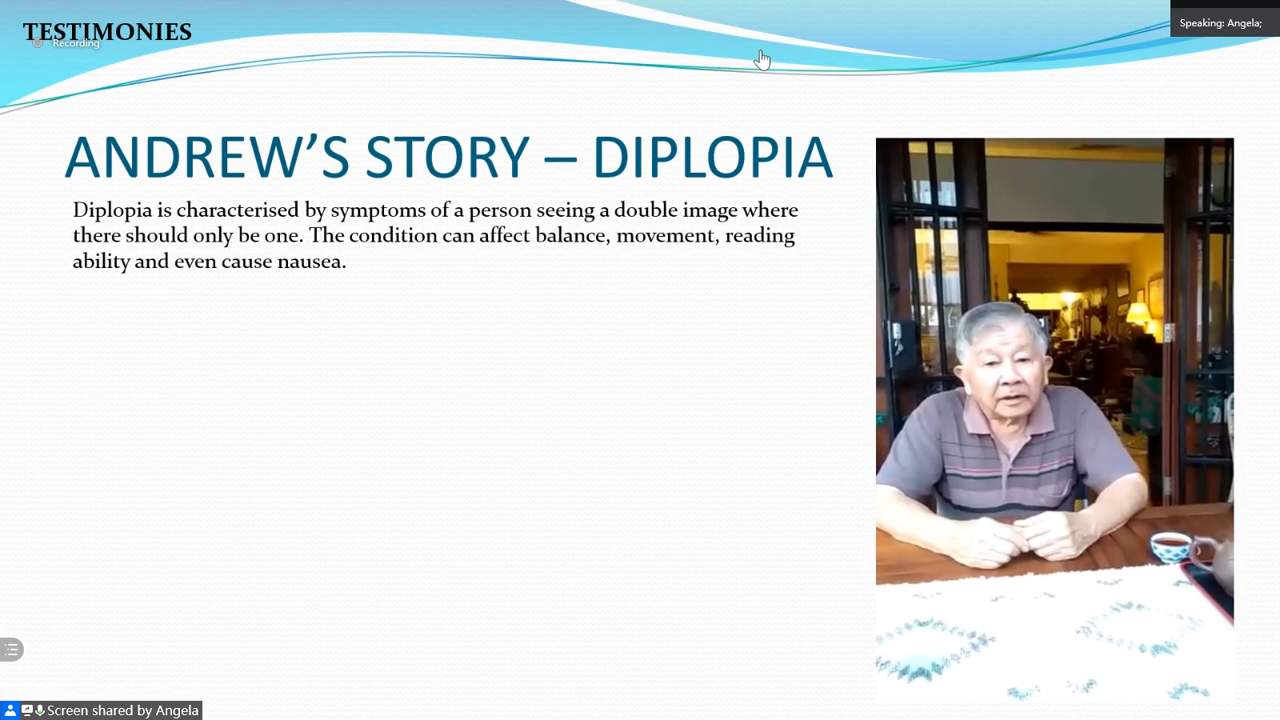 TESTIMONIES
Recording
Speaking: Angela;
ANDREW’S STORY – DIPLOPIA
Diplopia is characterised by symptoms of a person seeing a double image where
there should only be one. The condition can affect balance, movement, reading
ability and even cause nausea.
Screen shared by Angela